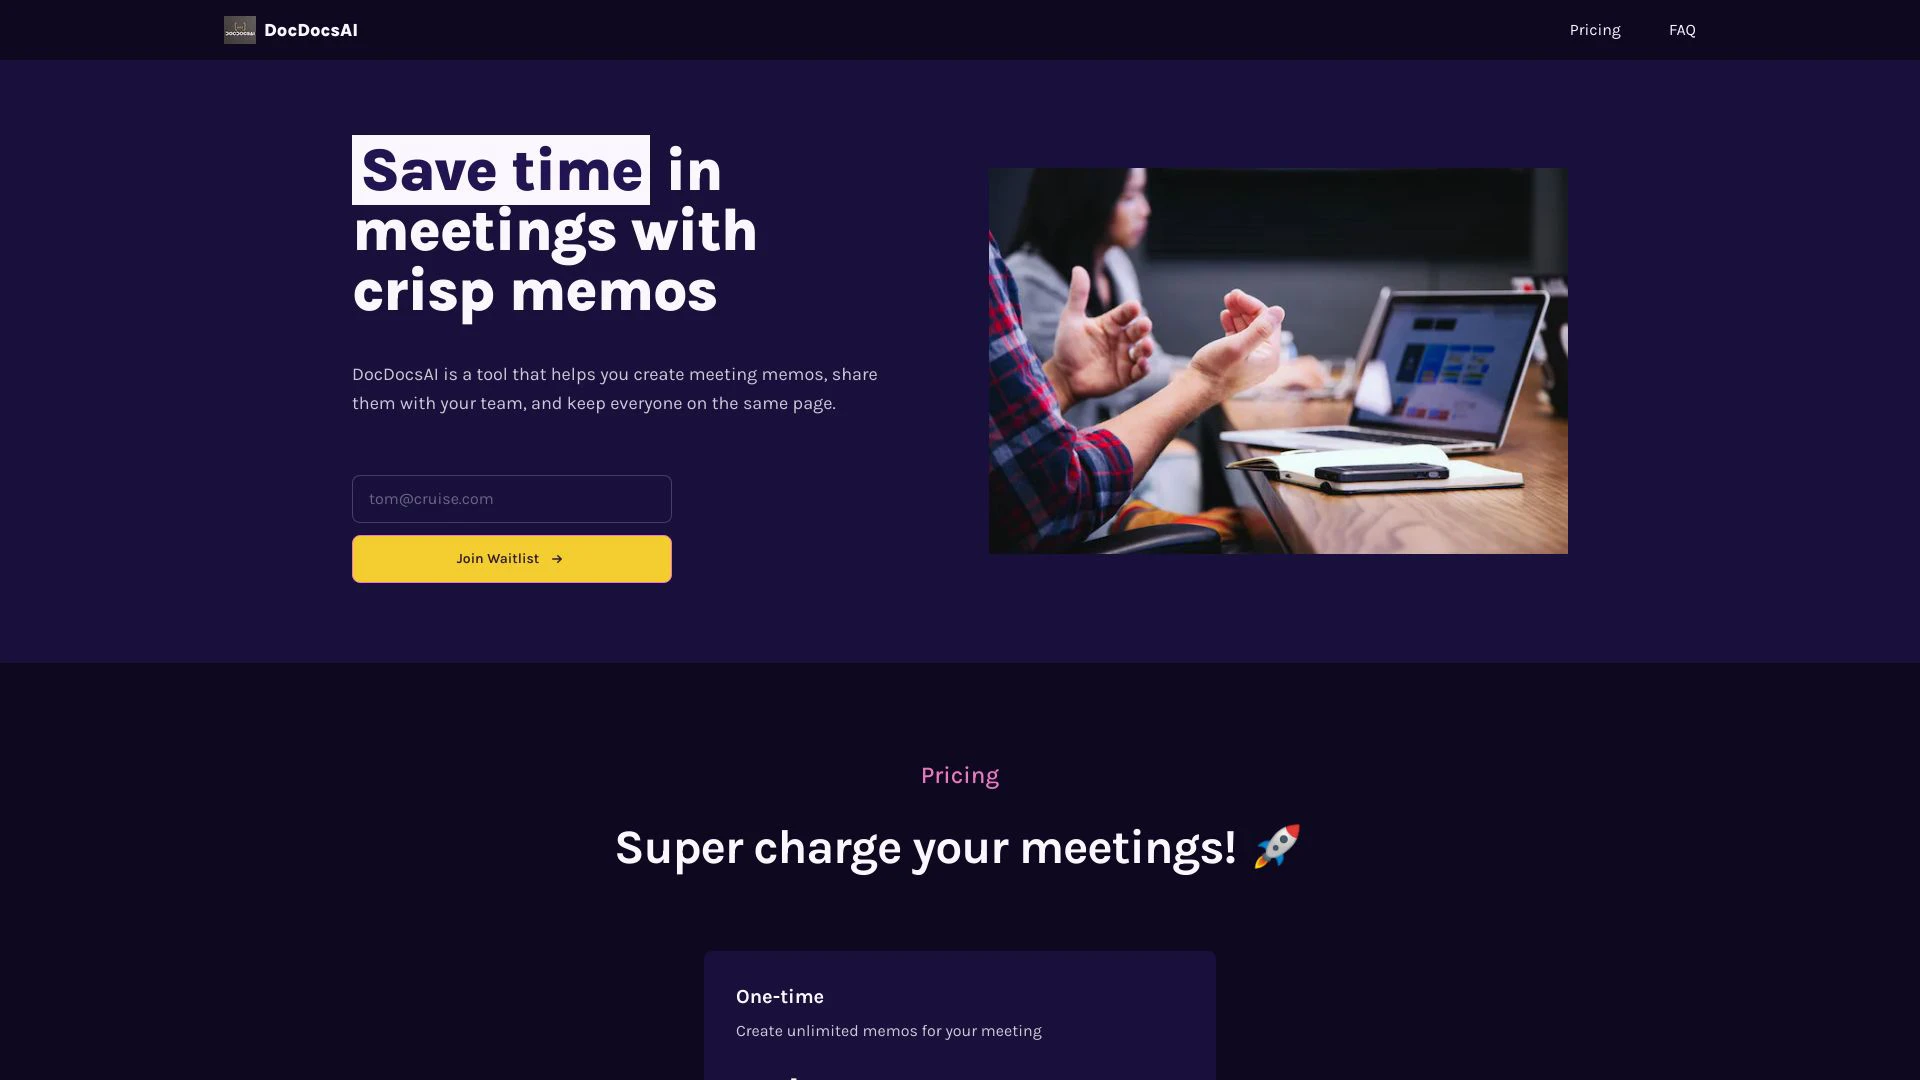 DocDocsAI
Pricing
FAQ
Save time in
meetings with
crisp memos
DocDocsAI is a tool that helps you create meeting memos, share
them with your team, and keep everyone on the same page.
tom@cruise.com
Join Waitlist →
Pricing
Super charge your meetings! 🚀
One-time
Create unlimited memos for your meeting